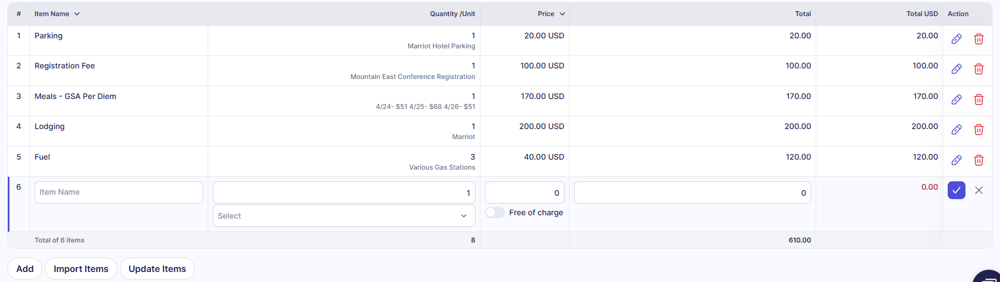 # Item Name Quantity /Unit Price Total Total USD Action
1 Parking 1 20.00 USD 20.00 20.00
Marriot Hotel Parking
2 Registration Fee 1 100.00 USD 100.00 100.00
Mountain East Conference Registration
3 Meals - GSA Per Diem 1 170.00 USD 170.00 170.00
4/24- $51 4/25- $68 4/26- $51
4 Lodging 1 200.00 USD 200.00 200.00
Marriot
5 Fuel 3 40.00 USD 120.00 120.00
Various Gas Stations
6 Item Name 1 0 0 0.00
Select Free of charge
Total of 6 items 8 610.00
Add Import Items Update Items